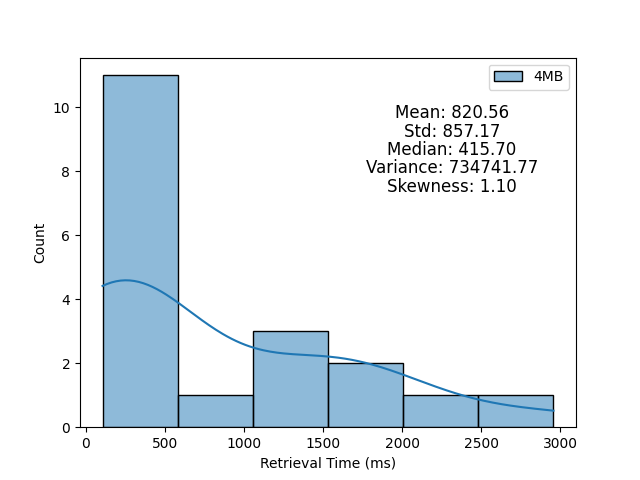 4MB
Mean: 820.56
Std: 857.17
Median: 415.70
Variance: 734741.77
Skewness: 1.10
10
8
6
4
2
0
Count
0 500 1000 1500 2000 2500 3000
Retrieval Time (ms)